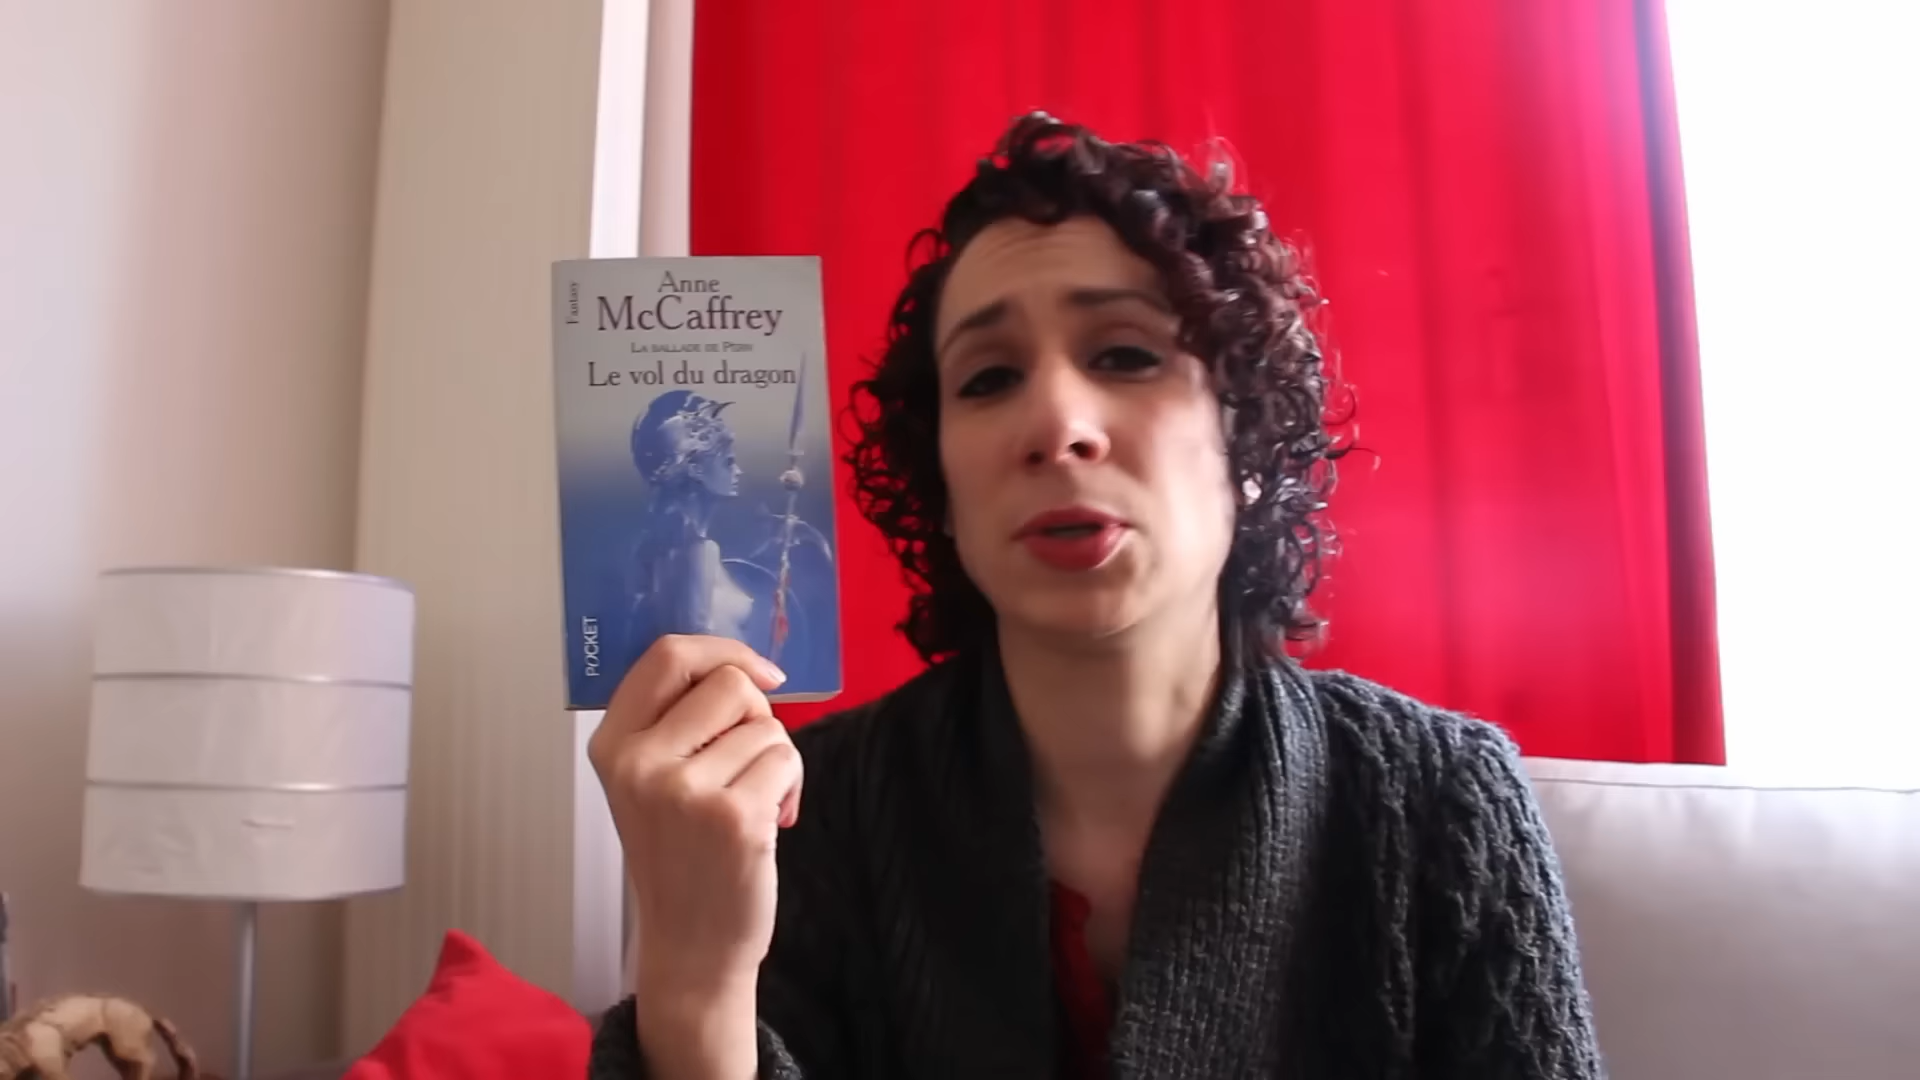 Fantasy
Anne
McCaffrey
LA BALLADE DE PERN
Le vol du dragon
POCKET